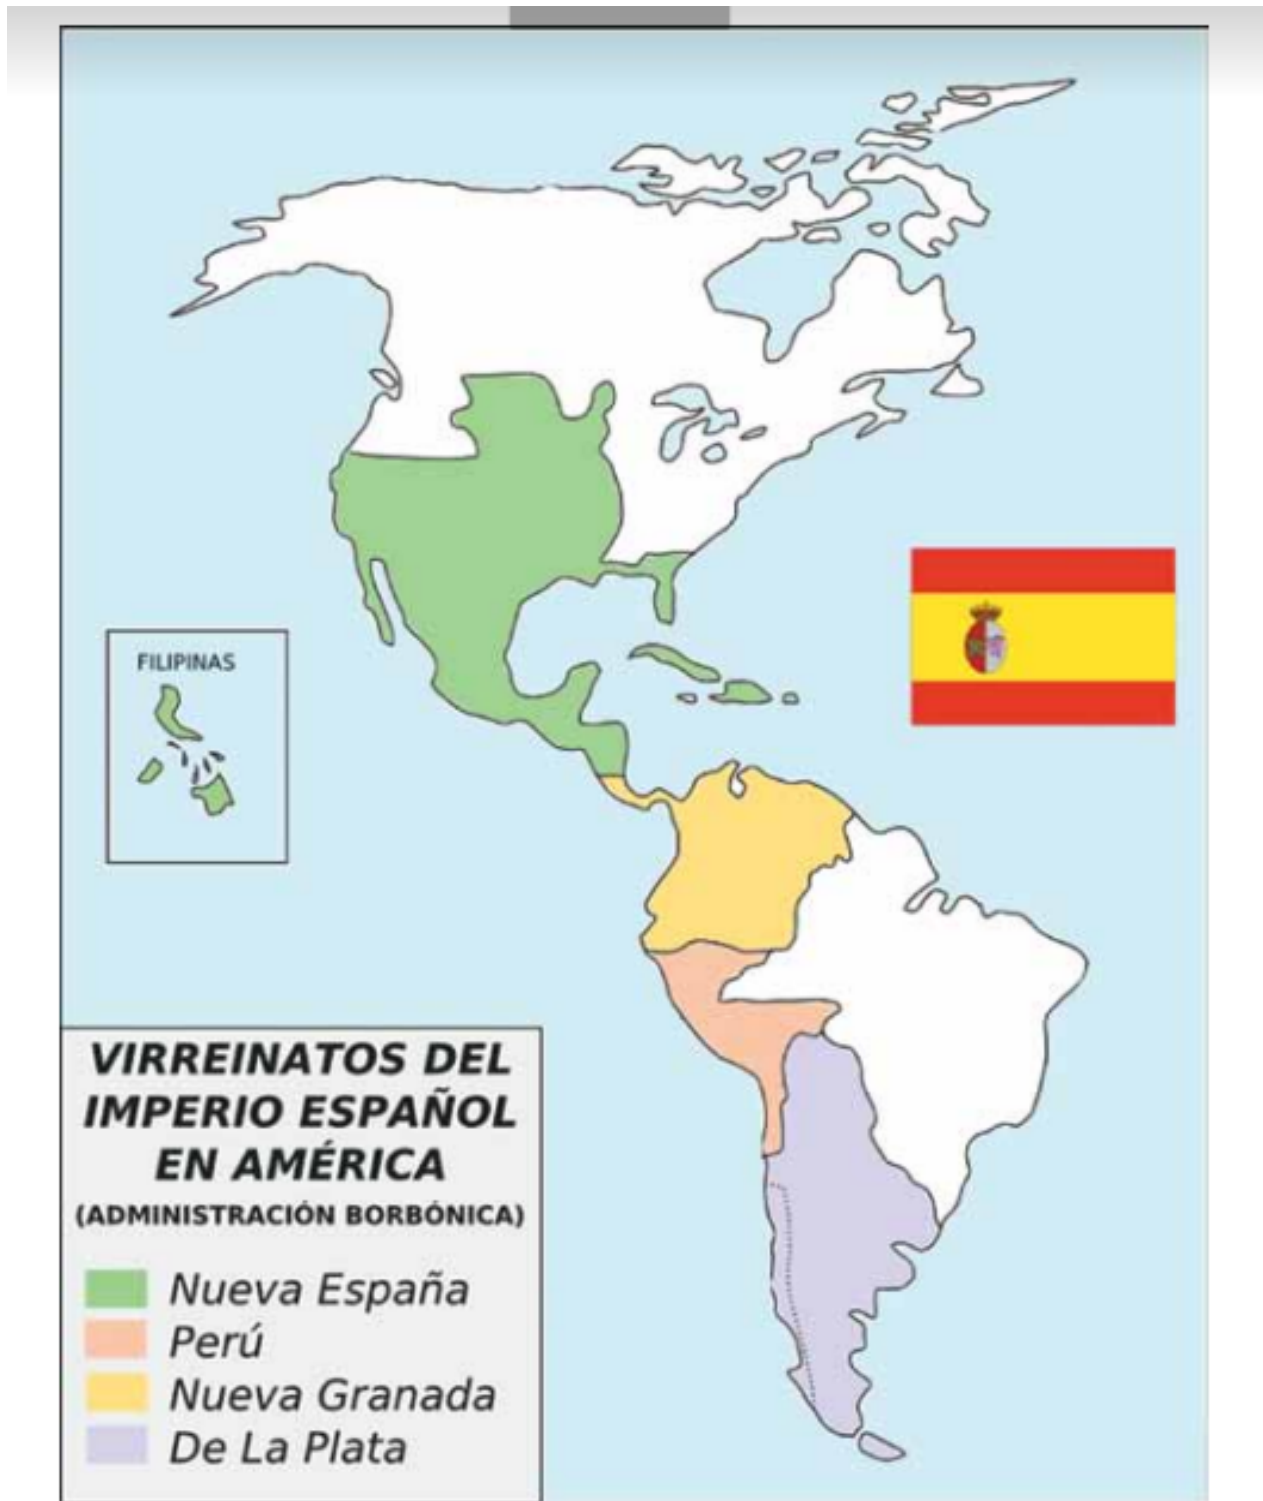 FILIPINAS
VIRREINATOS DEL
IMPERIO ESPAÑOL
EN AMÉRICA
(ADMINISTRACIÓN BORBÓNICA)
Nueva España
Perú
Nueva Granada
De La Plata